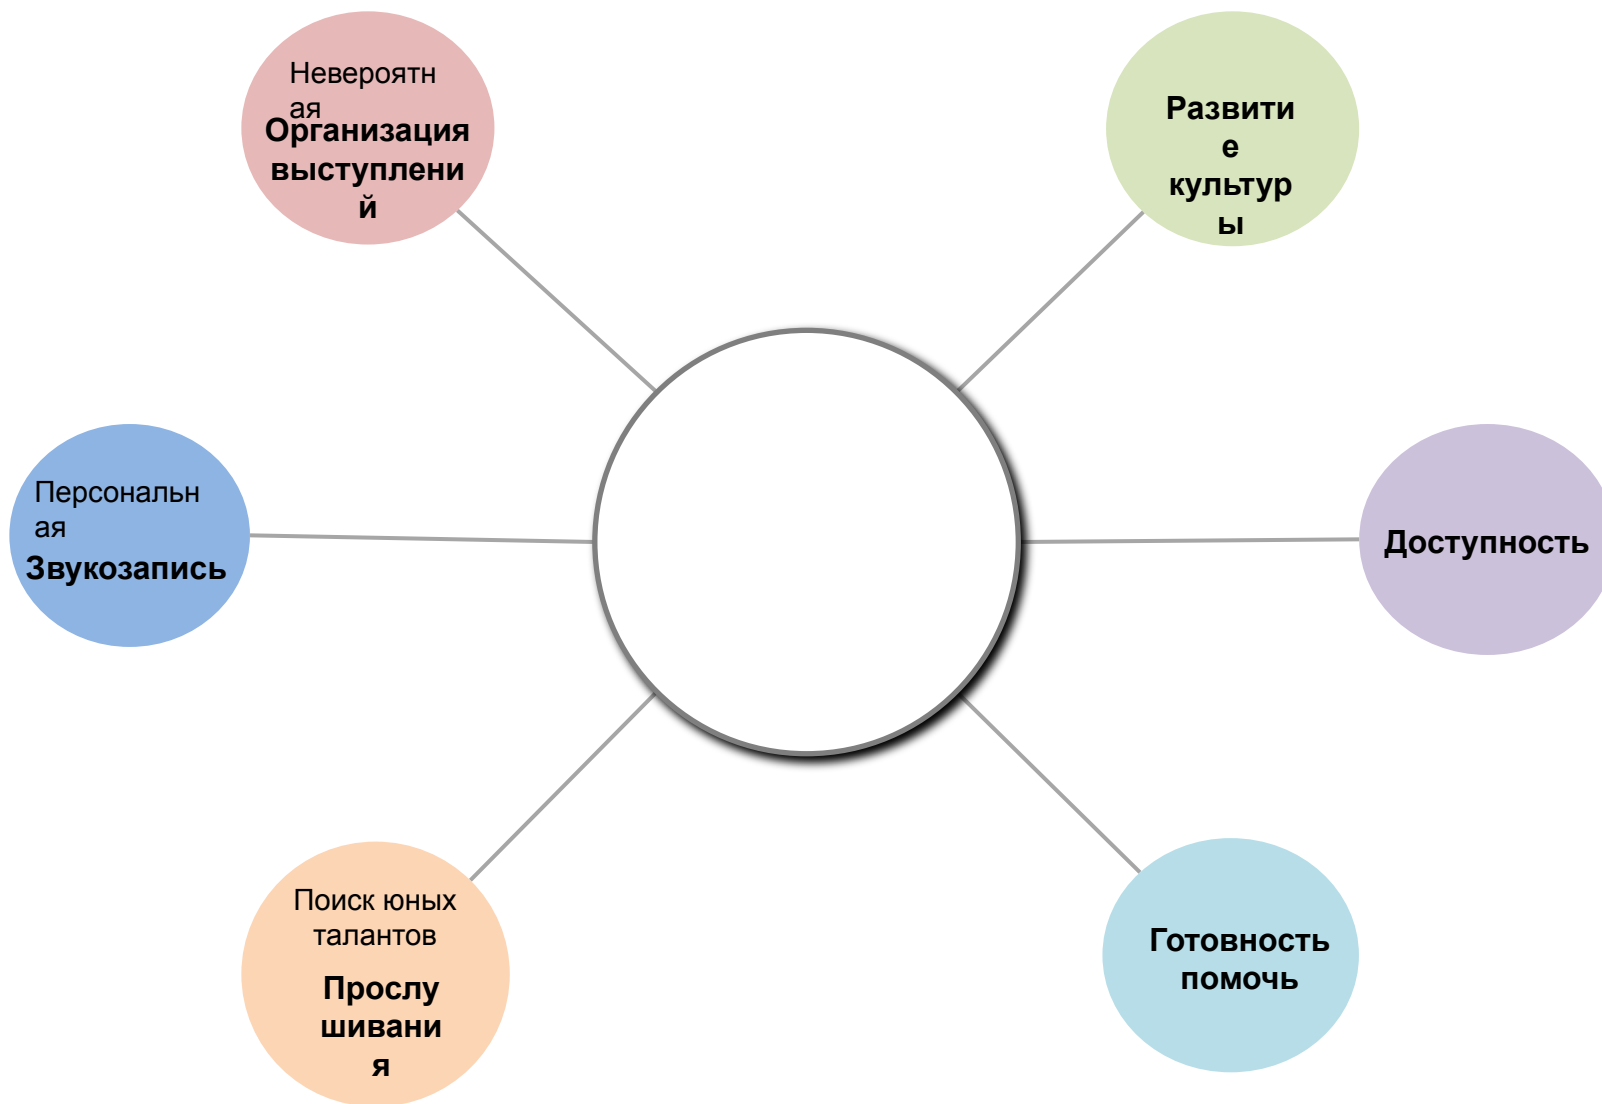 Невероятн
ая
Организация
выступлени
й
Развити
е
культур
ы
Персональн
ая
Звукозапись
Доступность
Поиск юных
талантов
Прослу
шивани
я
Готовность
помочь